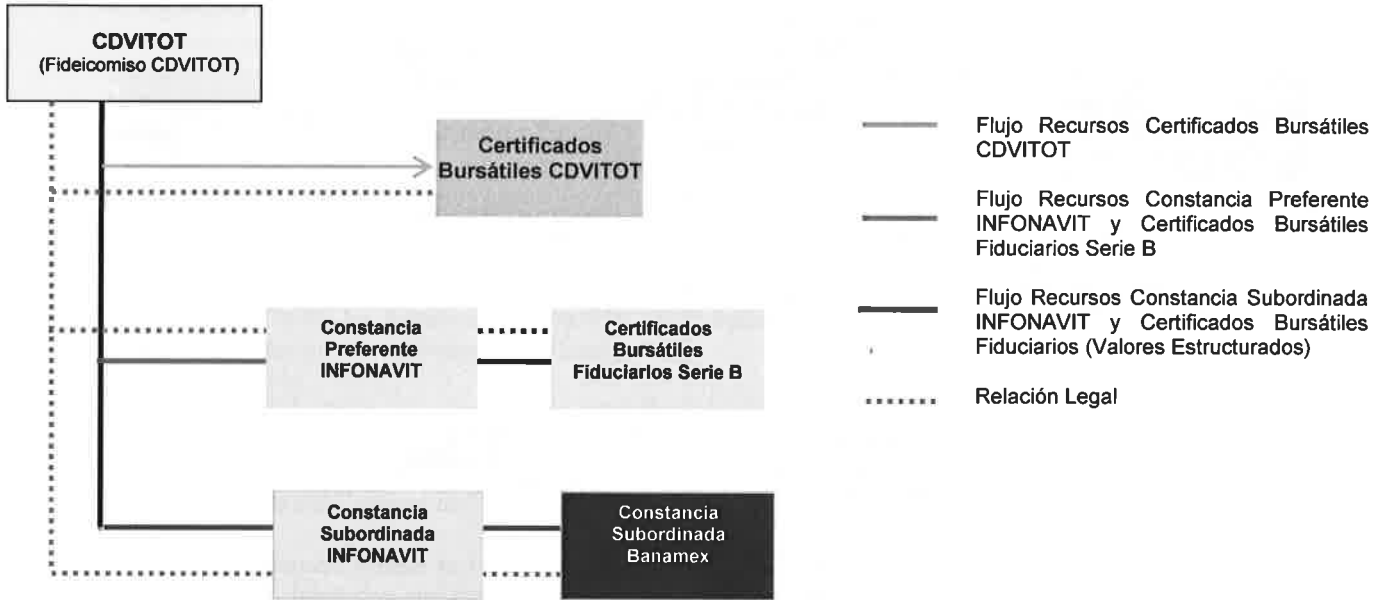 CDVITOT
(Fideicomiso CDVITOT)
Certificados
Bursátiles CDVITOT
Constancia
Preferente
INFONAVIT
Certificados
Bursátiles
Fiduciarios Serie B
Constancia
Subordinada
INFONAVIT
Constancia
Subordinada
Banamex
Flujo Recursos Certificados Bursátiles
CDVITOT
Flujo Recursos Constancia Preferente
INFONAVIT y Certificados Bursátiles
Fiduciarios Serie B
Flujo Recursos Constancia Subordinada
INFONAVIT y Certificados Bursátiles
Fiduciarios (Valores Estructurados)
Relación Legal